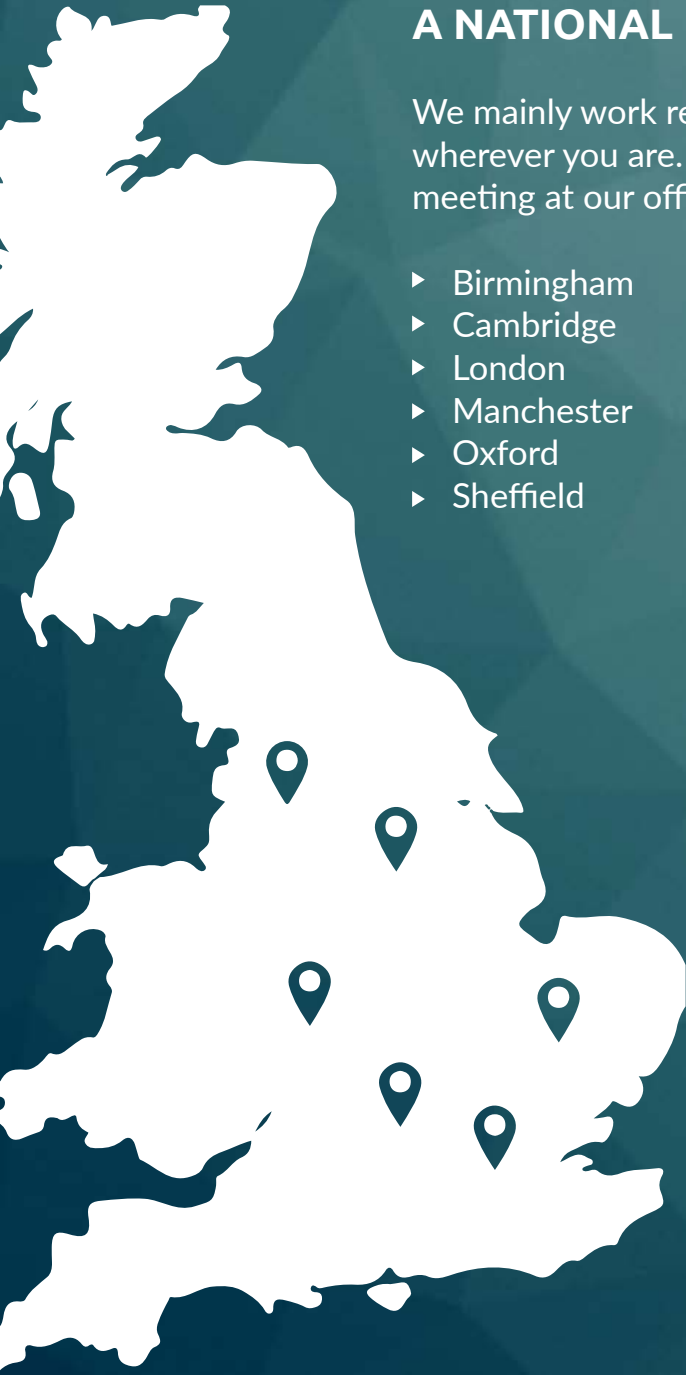 A NATIONAL
We mainly work re
wherever you are.
meeting at our off
Birmingham
Cambridge
London
Manchester
Oxford
Sheffield